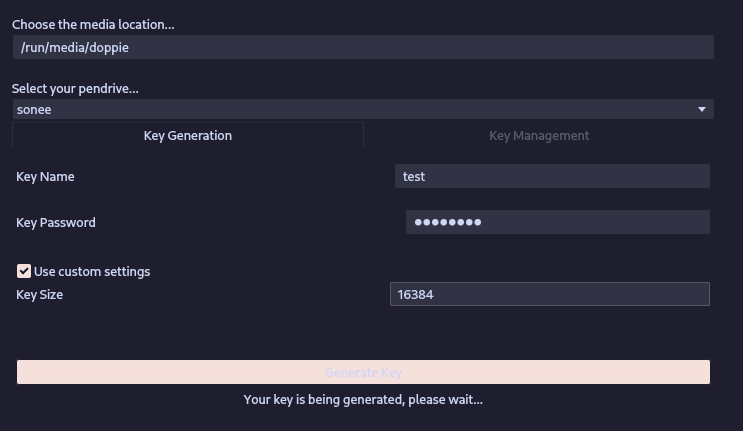 Choose the media location...
/run/media/doppie
Select your pendrive...
sonee
Key Generation Key Management
Key Name test
Key Password ●●●●●●●●
Use custom settings
Key Size 16384
Generate Key
Your key is being generated, please wait...